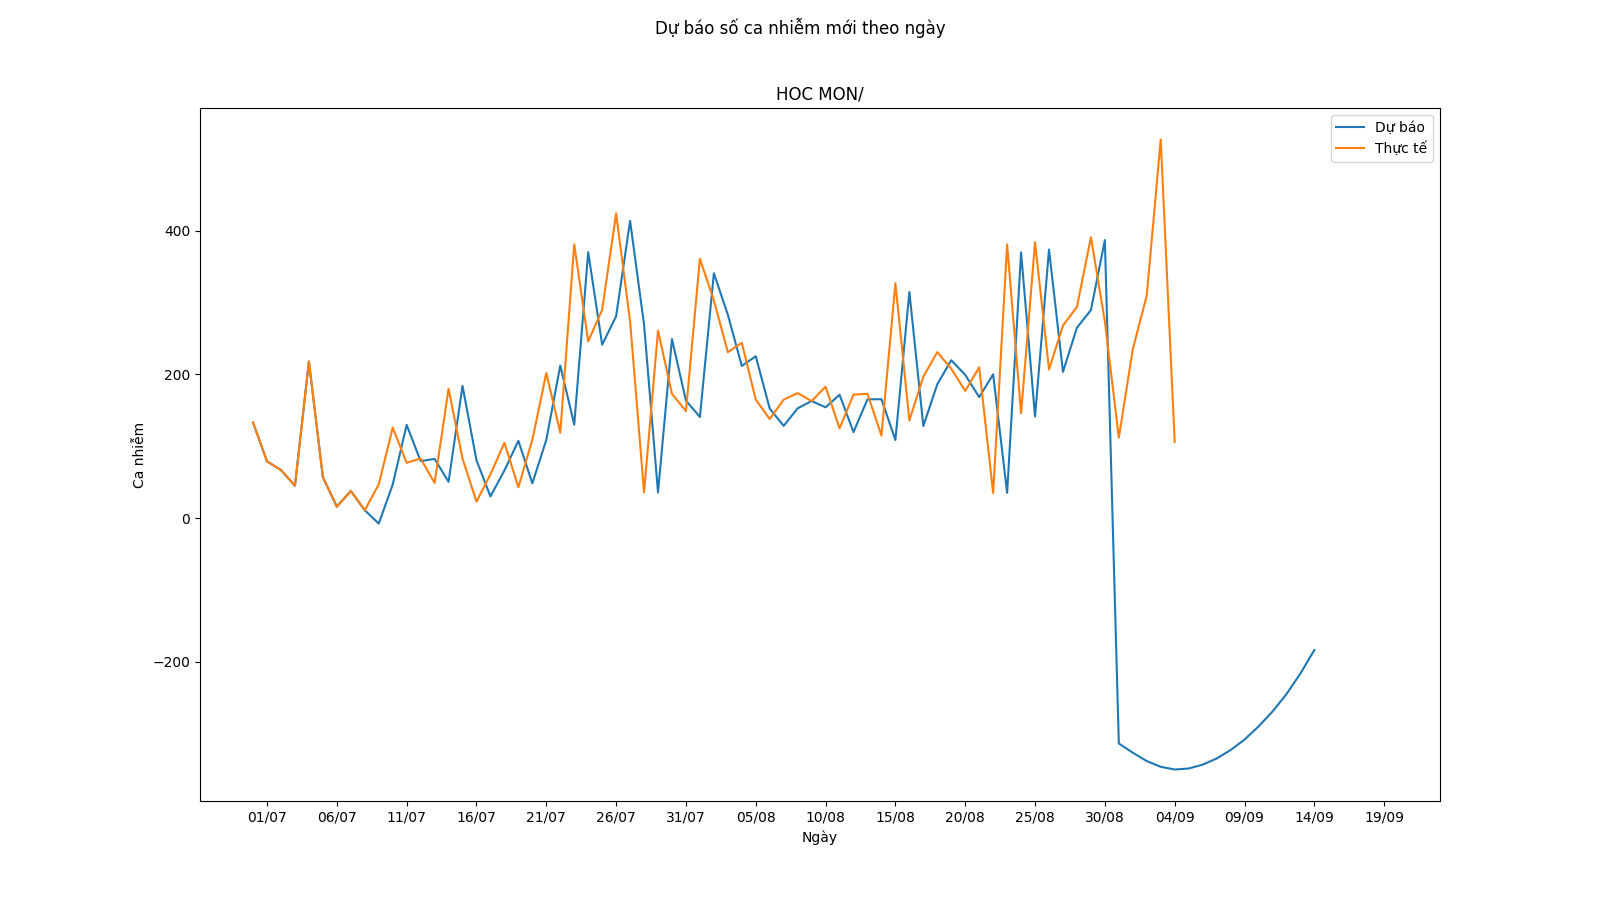 Dự báo số ca nhiễm mới theo ngày
HOC MON/
Dự báo
Thực tế
Ca nhiễm
400
200
0
−200
01/07 06/07 11/07 16/07 21/07 26/07 31/07 05/08 10/08 15/08 20/08 25/08 30/08 04/09 09/09 14/09 19/09
Ngày